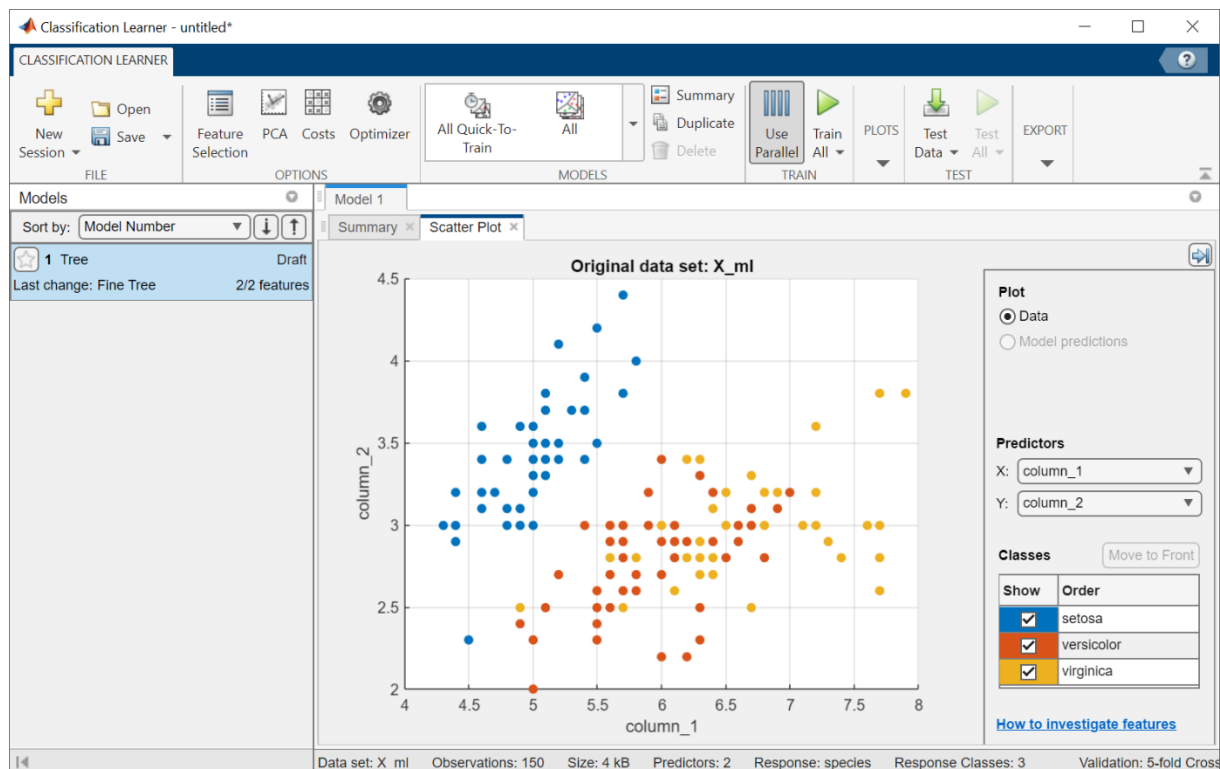 Classification Learner - untitled*
CLASSIFICATION LEARNER
?
New Session
Open
Save
FILE
Feature Selection
PCA
Costs
Optimizer
OPTIONS
All Quick-To-Train
All
Summary
Duplicate
Delete
MODELS
Use Parallel
Train All
TRAIN
PLOTS
Test Data
Test All
TEST
EXPORT
Models
Sort by: Model Number
1 Tree Draft
Last change: Fine Tree 2/2 features
Model 1
Summary
Scatter Plot
Original data set: X_ml
4.5
4
3.5
3
2.5
2
column_2
4 4.5 5 5.5 6 6.5 7 7.5 8
column_1
Plot
Data
Model predictions
Predictors
X: column_1
Y: column_2
Classes Move to Front
Show Order
setosa
versicolor
virginica
How to investigate features
Data set: X_ml Observations: 150 Size: 4 kB Predictors: 2 Response: species Response Classes: 3 Validation: 5-fold Cross